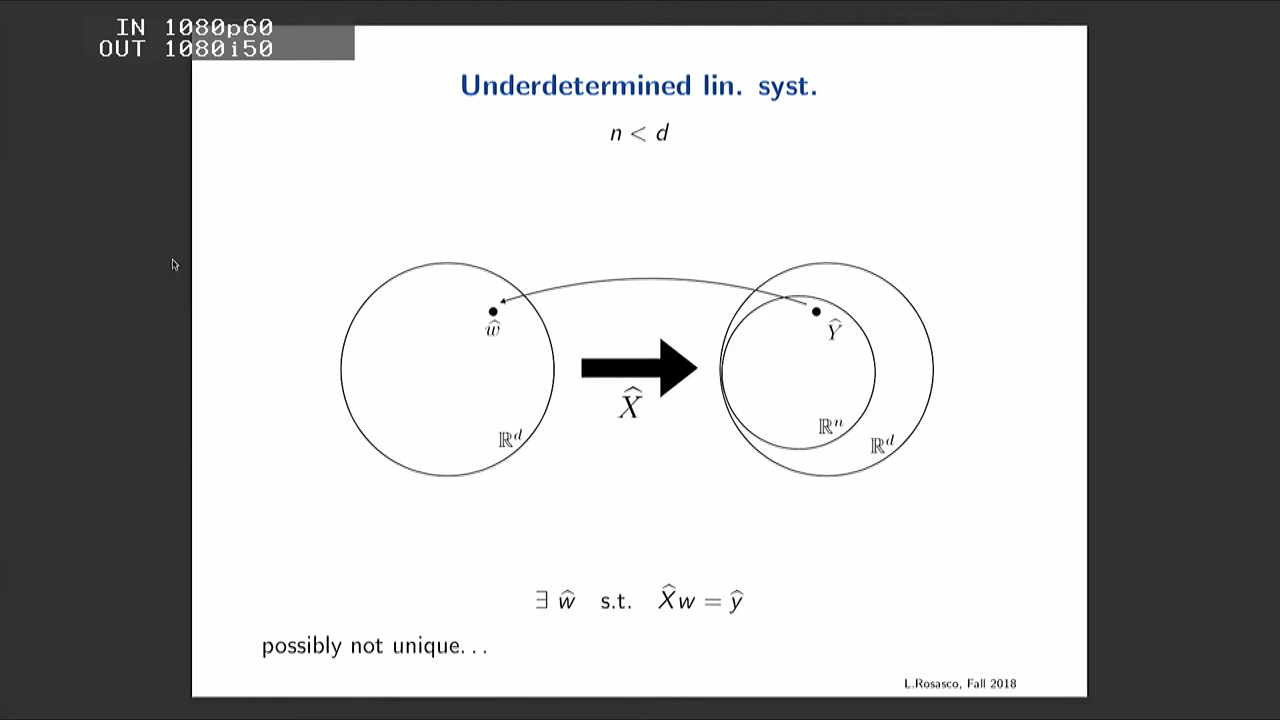 IN 1080p60
OUT 1080i50
Underdetermined lin. syst.
n < d
ŵ
Ŷ
X̂
ℝᵈ
ℝⁿ
ℝᵈ
∃ ŵ s.t. X̂w = ŷ
possibly not unique...
L.Rosasco, Fall 2018